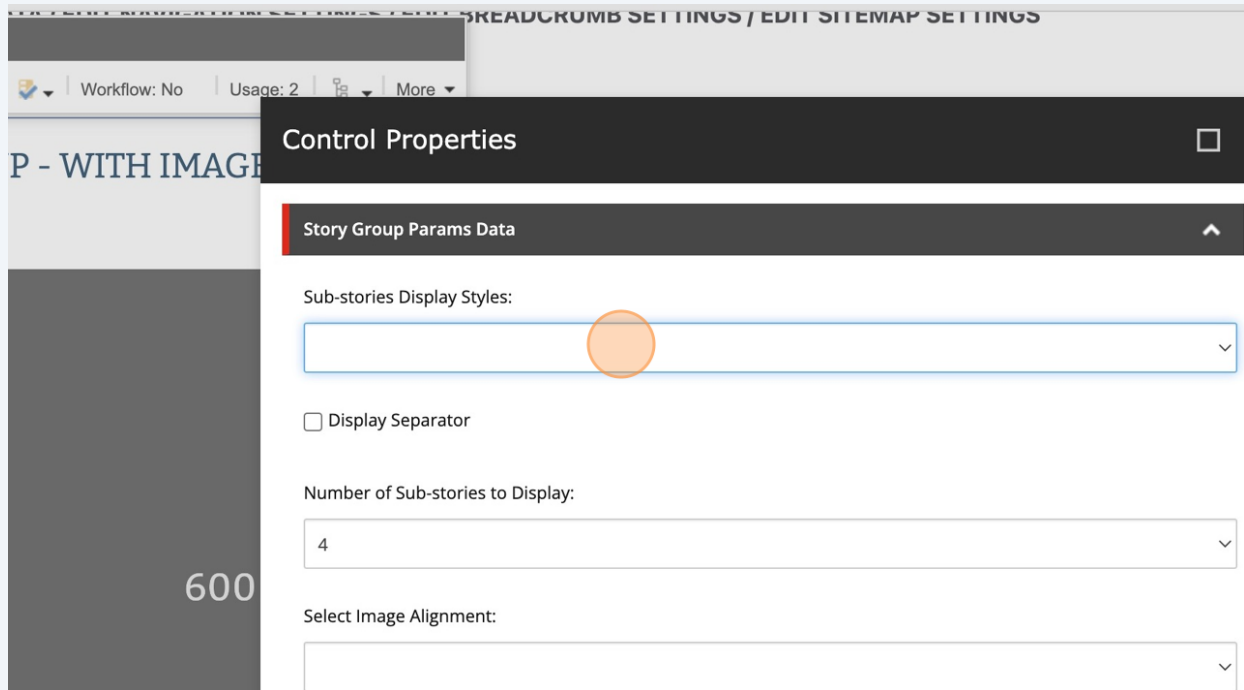 BREADCRUMB SETTINGS / EDIT SITEMAP SETTINGS
Workflow: No
Usage: 2
More
P - WITH IMAGE
Control Properties
Story Group Params Data
Sub-stories Display Styles:
Display Separator
Number of Sub-stories to Display:
4
600
Select Image Alignment: